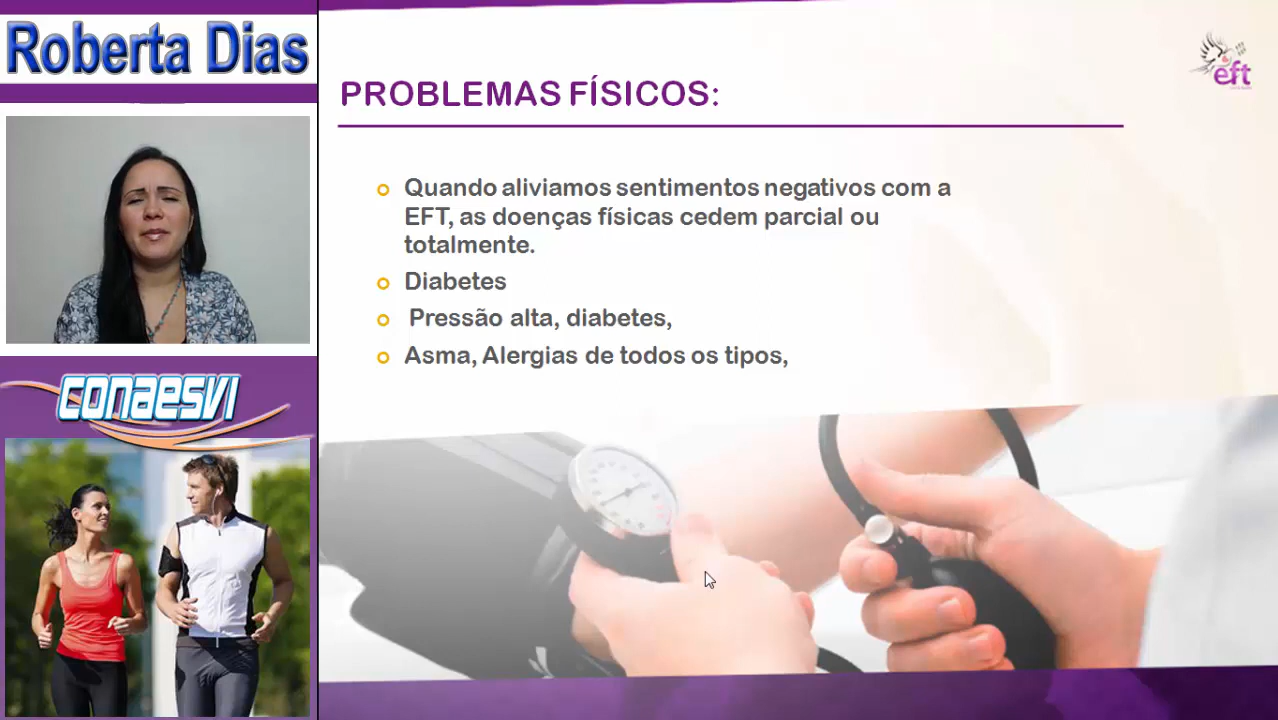 Roberta Dias
PROBLEMAS FÍSICOS:
eft
Quando aliviamos sentimentos negativos com a
EFT, as doenças físicas cedem parcial ou
totalmente.
Diabetes
Pressão alta, diabetes,
Asma, Alergias de todos os tipos,
CONAESVI